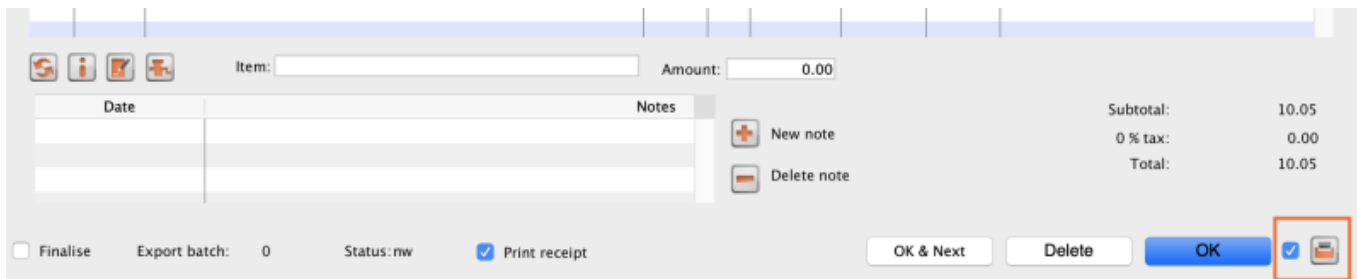 Item: Amount: 0.00
Date Notes
New note
Delete note
Subtotal: 10.05
0 % tax: 0.00
Total: 10.05
Finalise Export batch: 0 Status: nw Print receipt OK & Next Delete OK